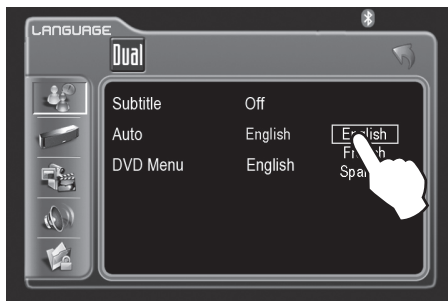 LANGUAGE
Dual
Subtitle Off
Auto English English
DVD Menu English